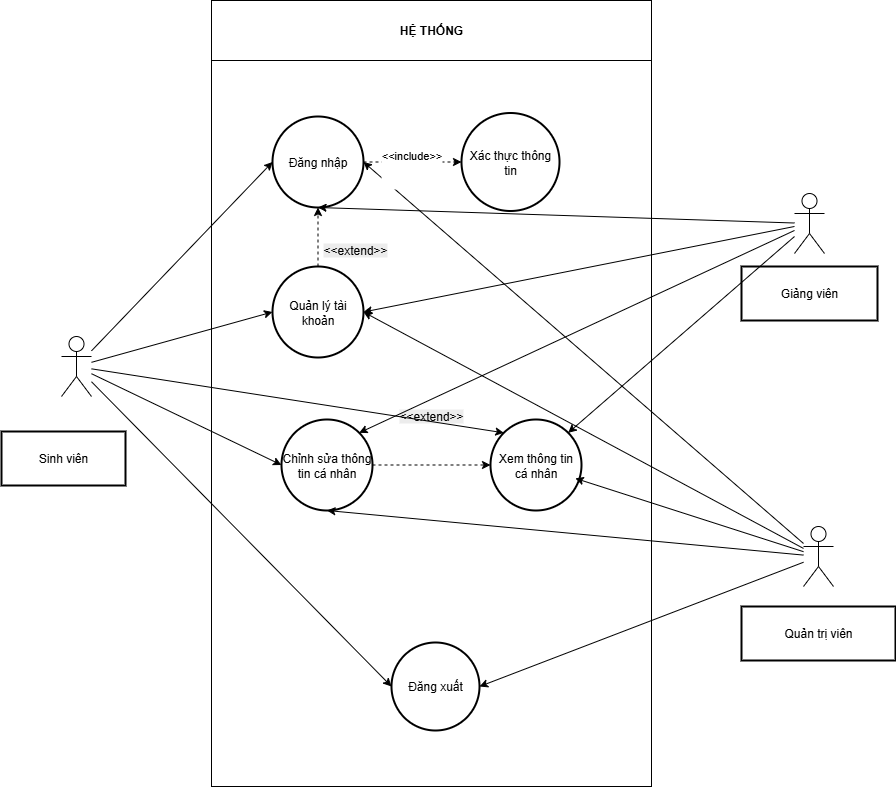 HỆ THỐNG
Đăng nhập
<<include>>
Xác thực thông
tin
<<extend>>
Giảng viên
Quản lý tài
khoản
<<extend>>
Sinh viên
Chỉnh sửa thông
tin cá nhân
Xem thông tin
cá nhân
Quản trị viên
Đăng xuất